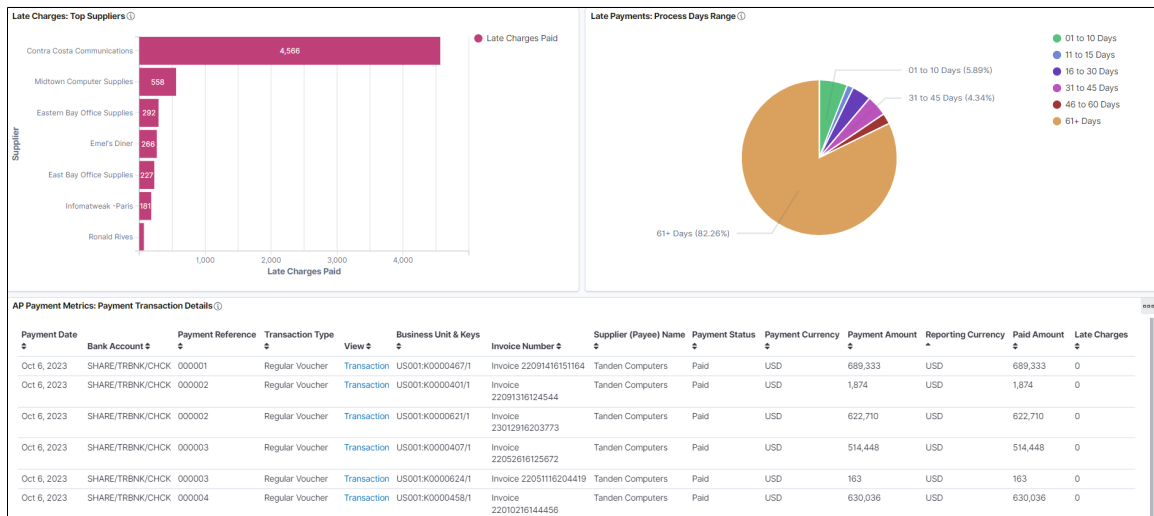 Late Charges: Top Suppliers
Supplier
Contra Costa Communications
4,566
Midtown Computer Supplies
558
Eastern Bay Office Supplies
292
Emel's Diner
266
East Bay Office Supplies
227
Infomatweak -Paris
181
Ronald Rives
1,000 2,000 3,000 4,000
Late Charges Paid
Late Charges Paid
Late Payments: Process Days Range
01 to 10 Days (5.89%)
31 to 45 Days (4.34%)
61+ Days (82.26%)
01 to 10 Days
11 to 15 Days
16 to 30 Days
31 to 45 Days
46 to 60 Days
61+ Days
AP Payment Metrics: Payment Transaction Details
Payment Date Bank Account Payment Reference Transaction Type View Business Unit & Keys Invoice Number Supplier (Payee) Name Payment Status Payment Currency Payment Amount Reporting Currency Paid Amount Late Charges
Oct 6, 2023 SHARE/TRBNK/CHCK 000001 Regular Voucher Transaction US001:K0000467/1 Invoice 22091416151164 Tanden Computers Paid USD 689,333 USD 689,333 0
Oct 6, 2023 SHARE/TRBNK/CHCK 000002 Regular Voucher Transaction US001:K0000401/1 Invoice Tanden Computers Paid USD 1,874 USD 1,874 0
22091316124544
Oct 6, 2023 SHARE/TRBNK/CHCK 000002 Regular Voucher Transaction US001:K0000621/1 Invoice Tanden Computers Paid USD 622,710 USD 622,710 0
23012916203773
Oct 6, 2023 SHARE/TRBNK/CHCK 000003 Regular Voucher Transaction US001:K0000407/1 Invoice Tanden Computers Paid USD 514,448 USD 514,448 0
22052616125672
Oct 6, 2023 SHARE/TRBNK/CHCK 000003 Regular Voucher Transaction US001:K0000624/1 Invoice 22051116204419 Tanden Computers Paid USD 163 USD 163 0
Oct 6, 2023 SHARE/TRBNK/CHCK 000004 Regular Voucher Transaction US001:K0000458/1 Invoice Tanden Computers Paid USD 630,036 USD 630,036 0
22010216144456